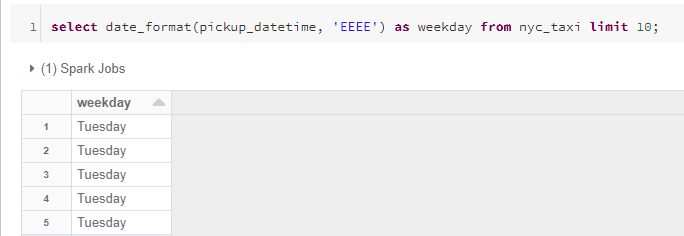 1 select date_format(pickup_datetime, 'EEEE') as weekday from nyc_taxi limit 10;
(1) Spark Jobs
weekday
1 Tuesday
2 Tuesday
3 Tuesday
4 Tuesday
5 Tuesday